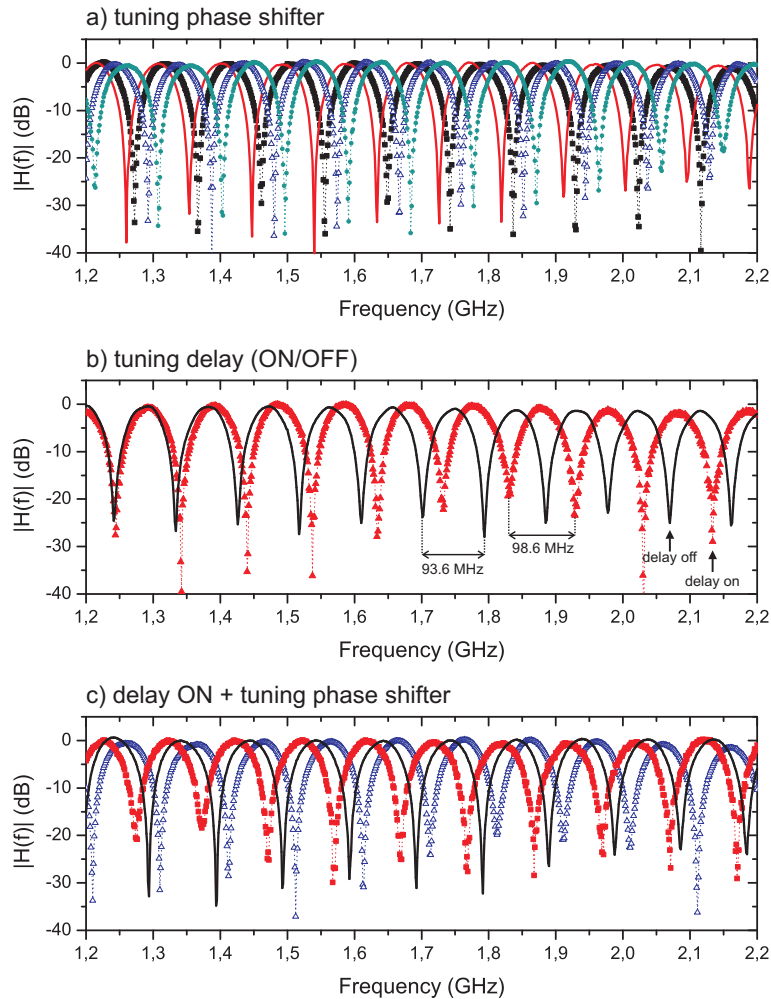 a) tuning phase shifter
|H(f)| (dB)
0
-10
-20
-30
-40
1,2 1,3 1,4 1,5 1,6 1,7 1,8 1,9 2,0 2,1 2,2
Frequency (GHz)
b) tuning delay (ON/OFF)
|H(f)| (dB)
0
-10
-20
-30
-40
93.6 MHz
98.6 MHz
delay off
delay on
1,2 1,3 1,4 1,5 1,6 1,7 1,8 1,9 2,0 2,1 2,2
Frequency (GHz)
c) delay ON + tuning phase shifter
|H(f)| (dB)
0
-10
-20
-30
-40
1,2 1,3 1,4 1,5 1,6 1,7 1,8 1,9 2,0 2,1 2,2
Frequency (GHz)